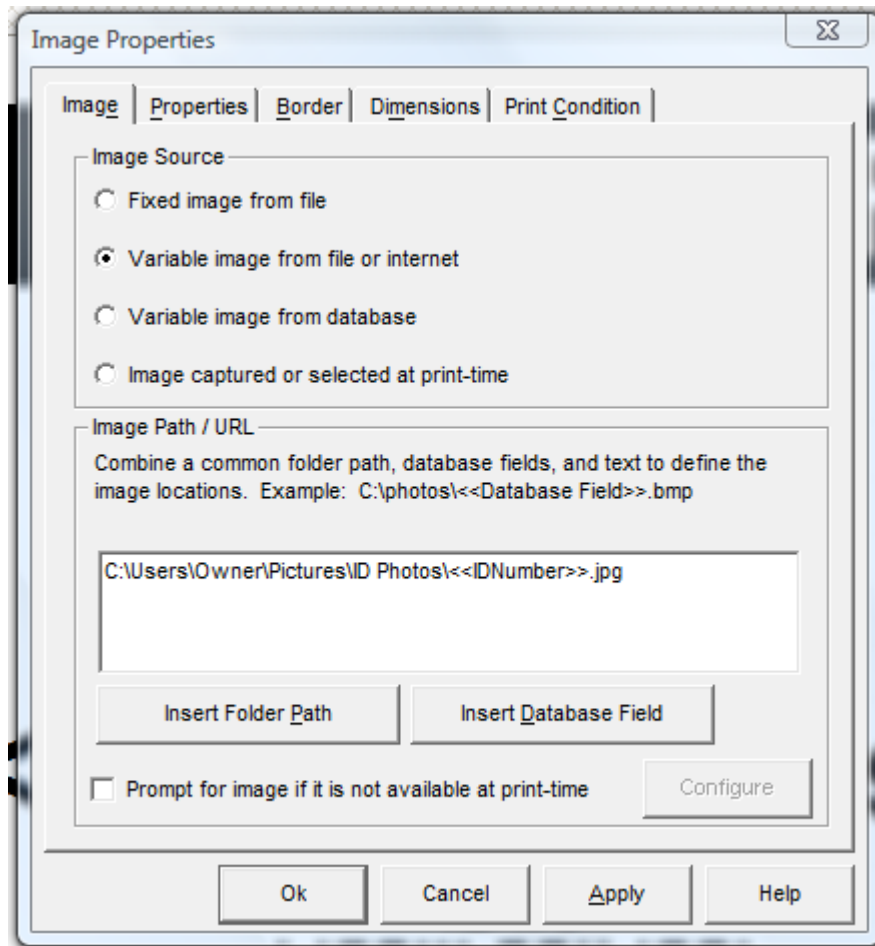 Image Properties
Image Properties Border Dimensions Print Condition
Image Source
Fixed image from file
Variable image from file or internet
Variable image from database
Image captured or selected at print-time
Image Path / URL
Combine a common folder path, database fields, and text to define the
image locations.  Example:  C:\photos\<<Database Field>>.bmp
C:\Users\Owner\Pictures\ID Photos\<<IDNumber>>.jpg
Insert Folder Path Insert Database Field
Prompt for image if it is not available at print-time Configure
Ok Cancel Apply Help